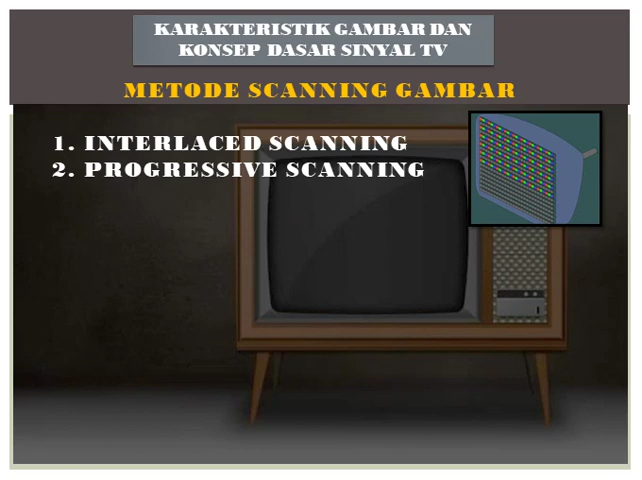 KARAKTERISTIK GAMBAR DAN
KONSEP DASAR SINYAL TV
METODE SCANNING GAMBAR
1. INTERLACED SCANNING
2. PROGRESSIVE SCANNING